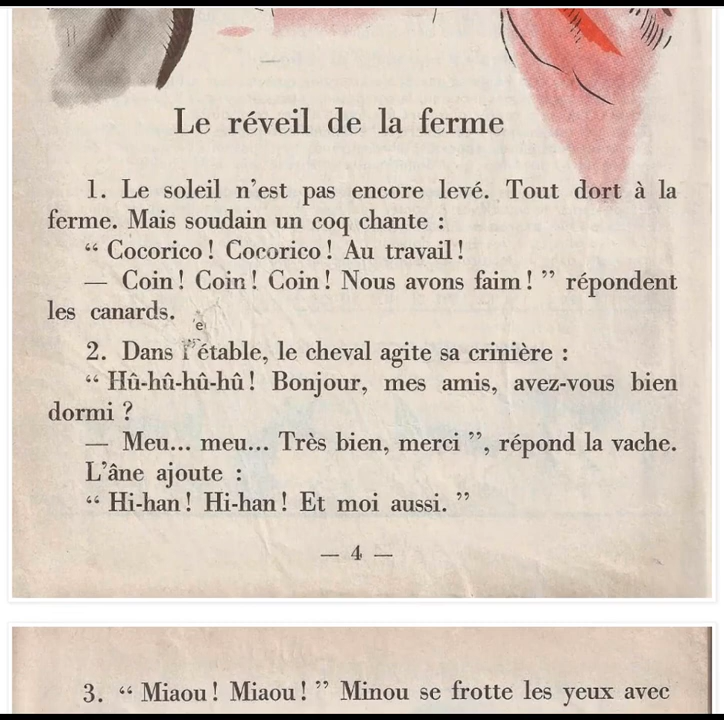 Le réveil de la ferme
1. Le soleil n'est pas encore levé. Tout dort à la
ferme. Mais soudain un coq chante :
“ Cocorico ! Cocorico ! Au travail !
— Coin ! Coin ! Coin ! Nous avons faim ! ” répondent
les canards.
e
2. Dans l'étable, le cheval agite sa crinière :
“ Hû-hû-hû-hû ! Bonjour, mes amis, avez-vous bien
dormi ?
— Meu... meu... Très bien, merci ”, répond la vache.
L'âne ajoute :
“ Hi-han ! Hi-han ! Et moi aussi. ”
— 4 —
3. “ Miaou ! Miaou ! ” Minou se frotte les yeux avec